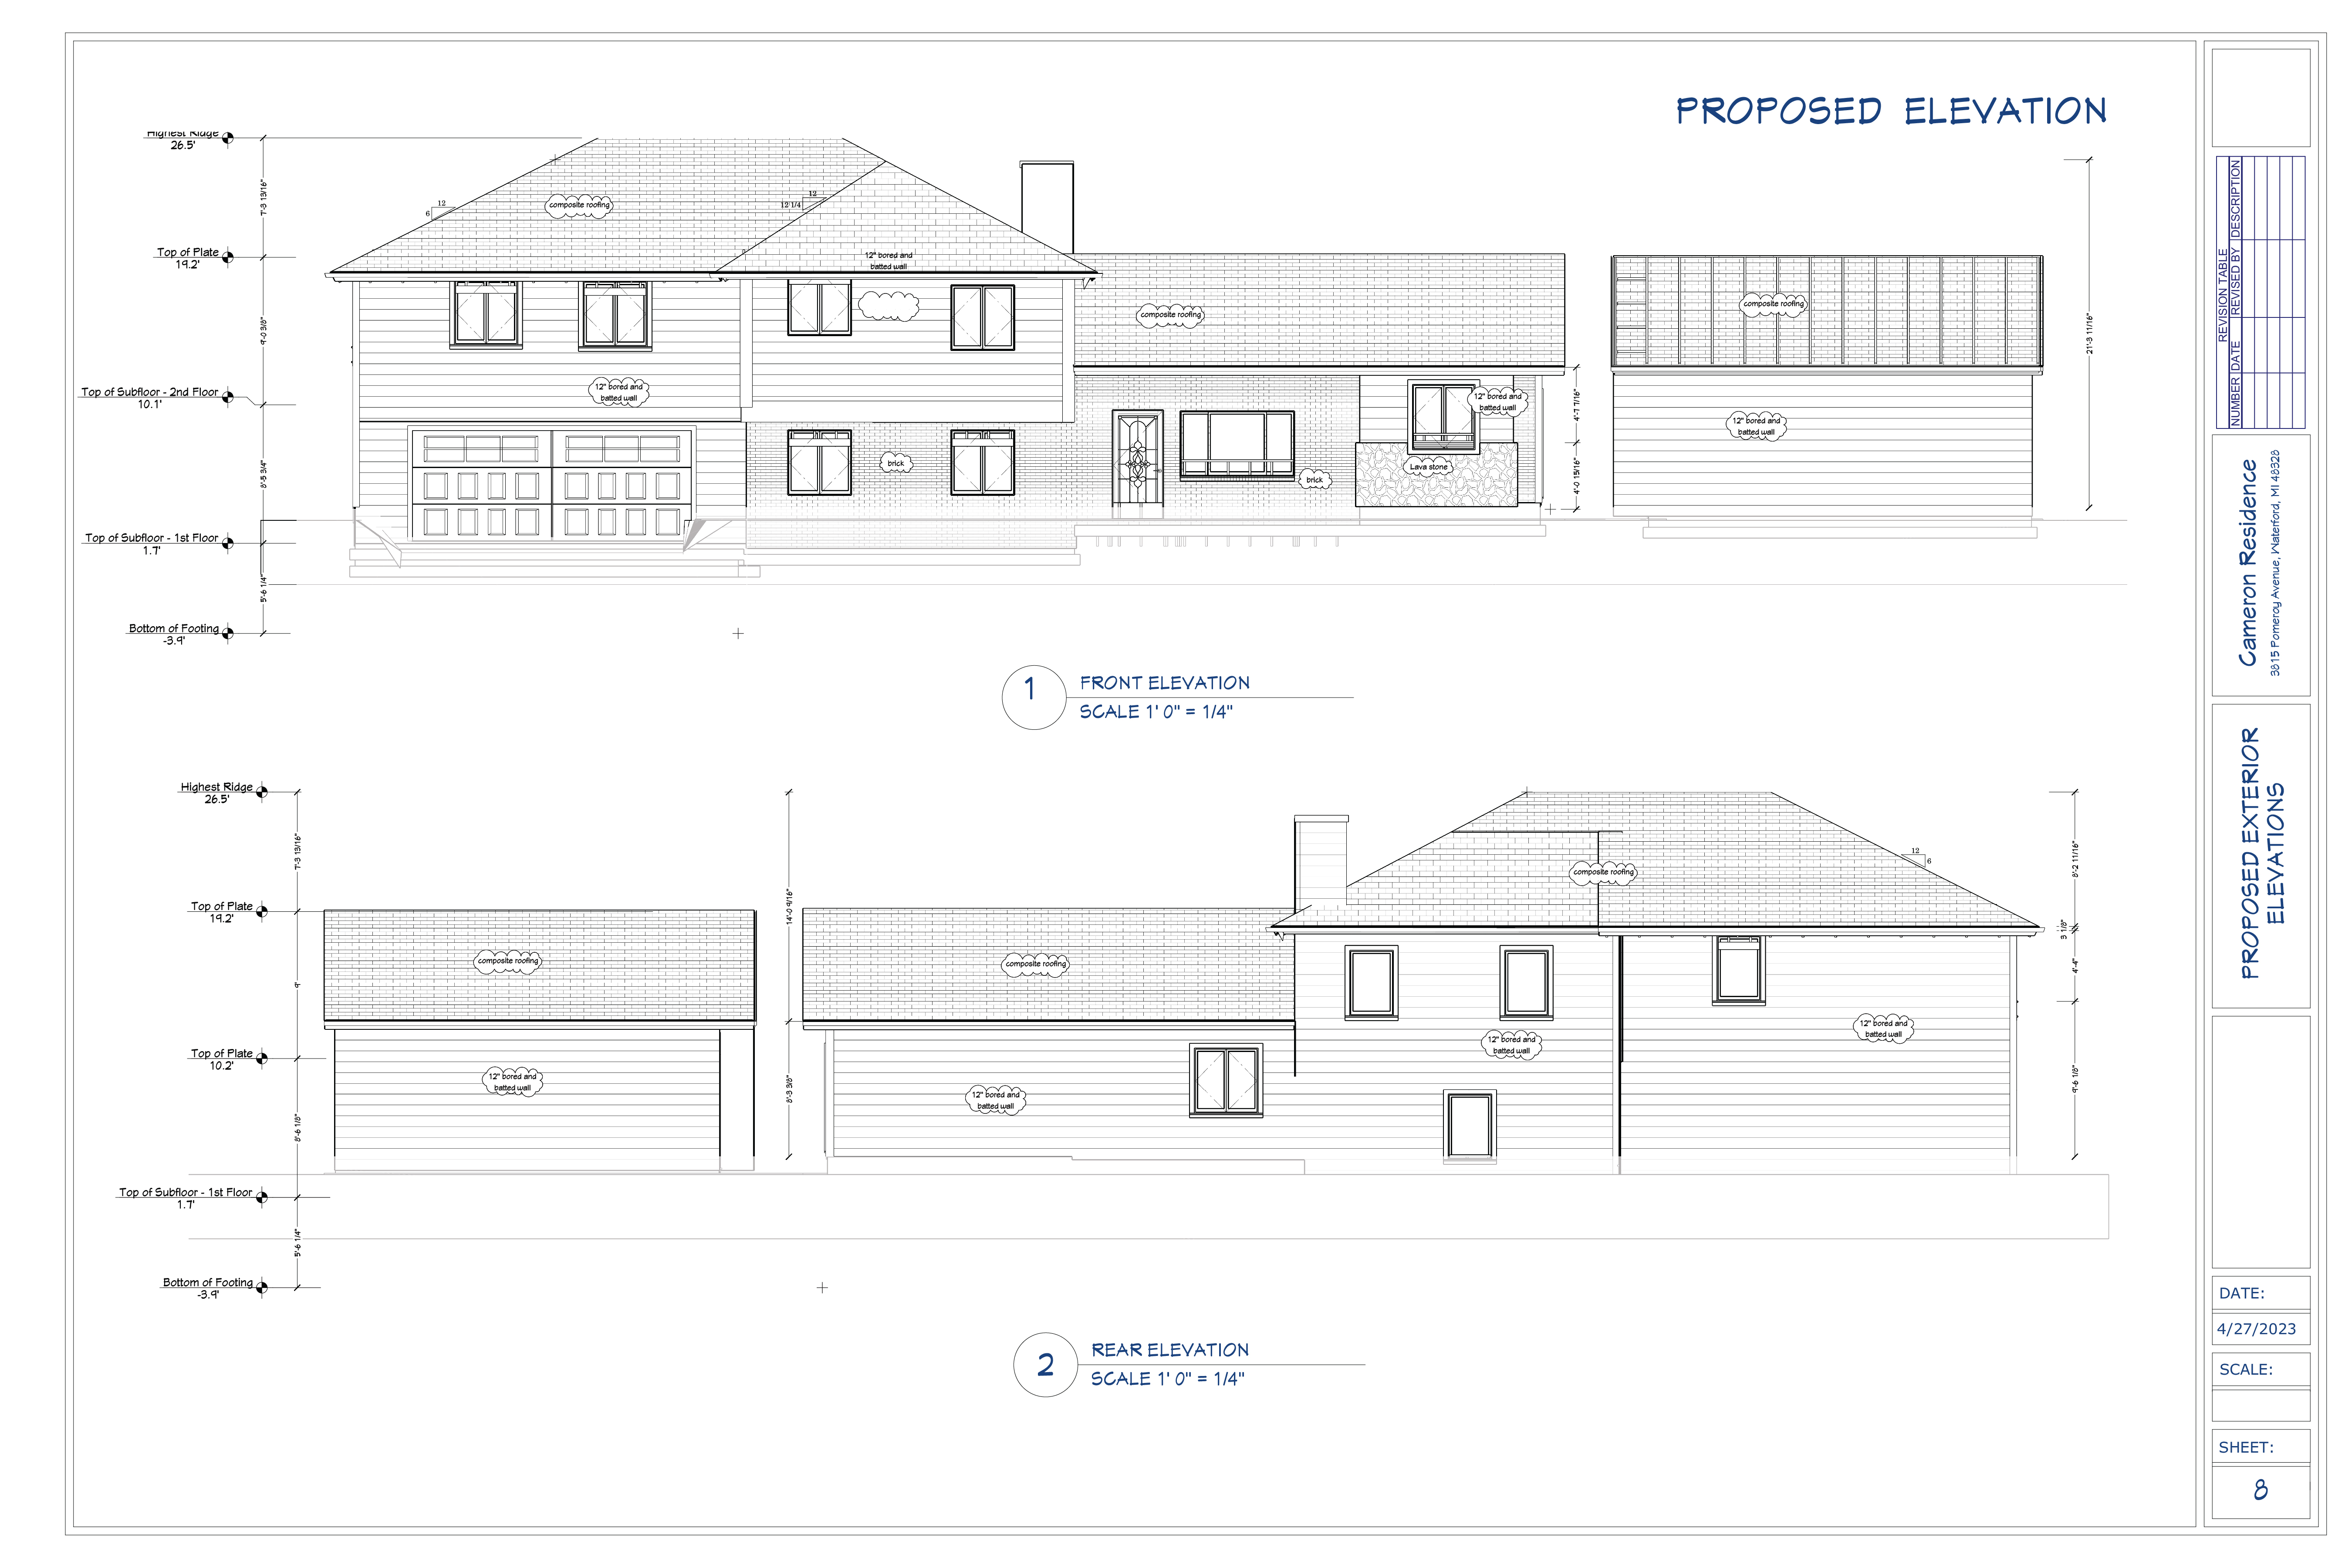 PROPOSED ELEVATION
Highest Ridge
26.5'
7'-3 13/16"
Top of Plate
19.2'
9'-0 3/8"
Top of Subfloor - 2nd Floor
10.1'
8'-5 3/4"
Top of Subfloor - 1st Floor
1.7'
5'-6 1/4"
Bottom of Footing
-3.9'
12
6
composite roofing
12
12 1/4
12" bored and
batted wall
12" bored and
batted wall
brick
composite roofing
brick
Lava stone
12" bored and
batted wall
4'-7 7/16"
4'-0 15/16"
composite roofing
12" bored and
batted wall
21'-3 11/16"
1
FRONT ELEVATION
SCALE 1' 0" = 1/4"
Highest Ridge
26.5'
7'-3 13/16"
Top of Plate
19.2'
9'
Top of Plate
10.2'
8'-6 1/8"
Top of Subfloor - 1st Floor
1.7'
5'-6 1/4"
Bottom of Footing
-3.9'
composite roofing
12" bored and
batted wall
14'-0 9/16"
8'-3 3/8"
composite roofing
12" bored and
batted wall
composite roofing
12" bored and
batted wall
12
6
12" bored and
batted wall
8'-2 11/16"
3 1/8"
4'-4"
9'-6 1/8"
2
REAR ELEVATION
SCALE 1' 0" = 1/4"
REVISION TABLE
NUMBER DATE REVISED BY DESCRIPTION
Cameron Residence
3815 Pomeroy Avenue, Waterford, MI 48328
PROPOSED EXTERIOR
ELEVATIONS
DATE:
4/27/2023
SCALE:
SHEET:
8